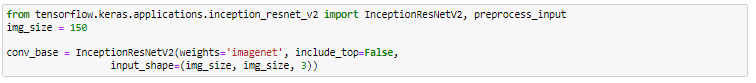 from tensorflow.keras.applications.inception_resnet_v2 import InceptionResNetV2, preprocess_input
img_size = 150
conv_base = InceptionResNetV2(weights='imagenet', include_top=False,
input_shape=(img_size, img_size, 3))